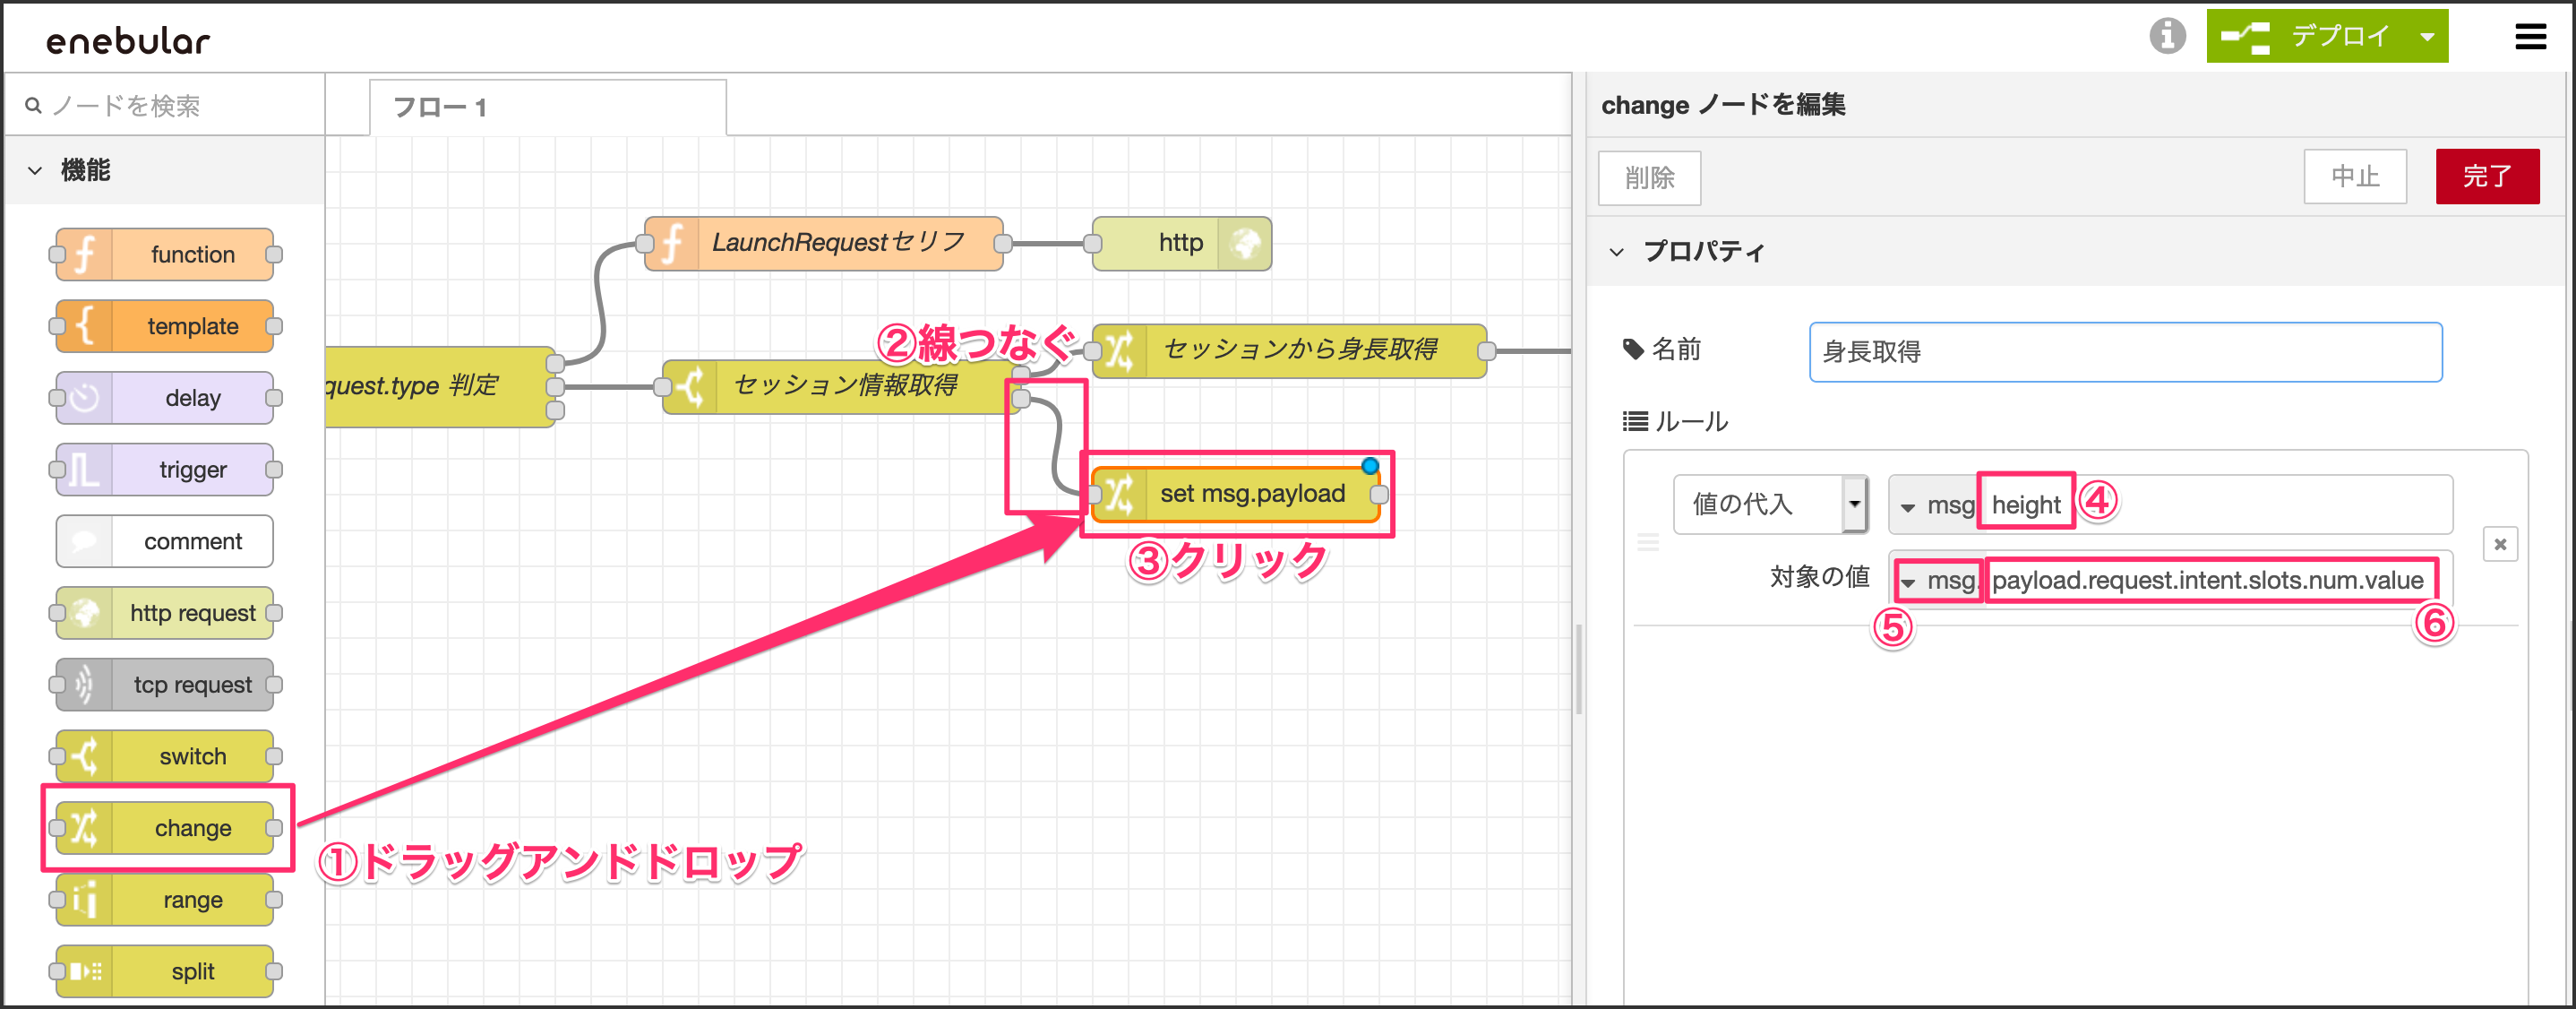 enebular
デプロイ
ノードを検索
フロー 1
機能
function
template
delay
trigger
comment
http request
tcp request
switch
change
range
split
①ドラッグアンドドロップ
LaunchRequestセリフ
http
②線つなぐ
セッションから身長取得
quest.type 判定
セッション情報取得
set msg.payload
③クリック
change ノードを編集
削除
中止
完了
プロパティ
名前
身長取得
ルール
値の代入
msg. height ④
対象の値
msg. payload.request.intent.slots.num.value
⑤
⑥